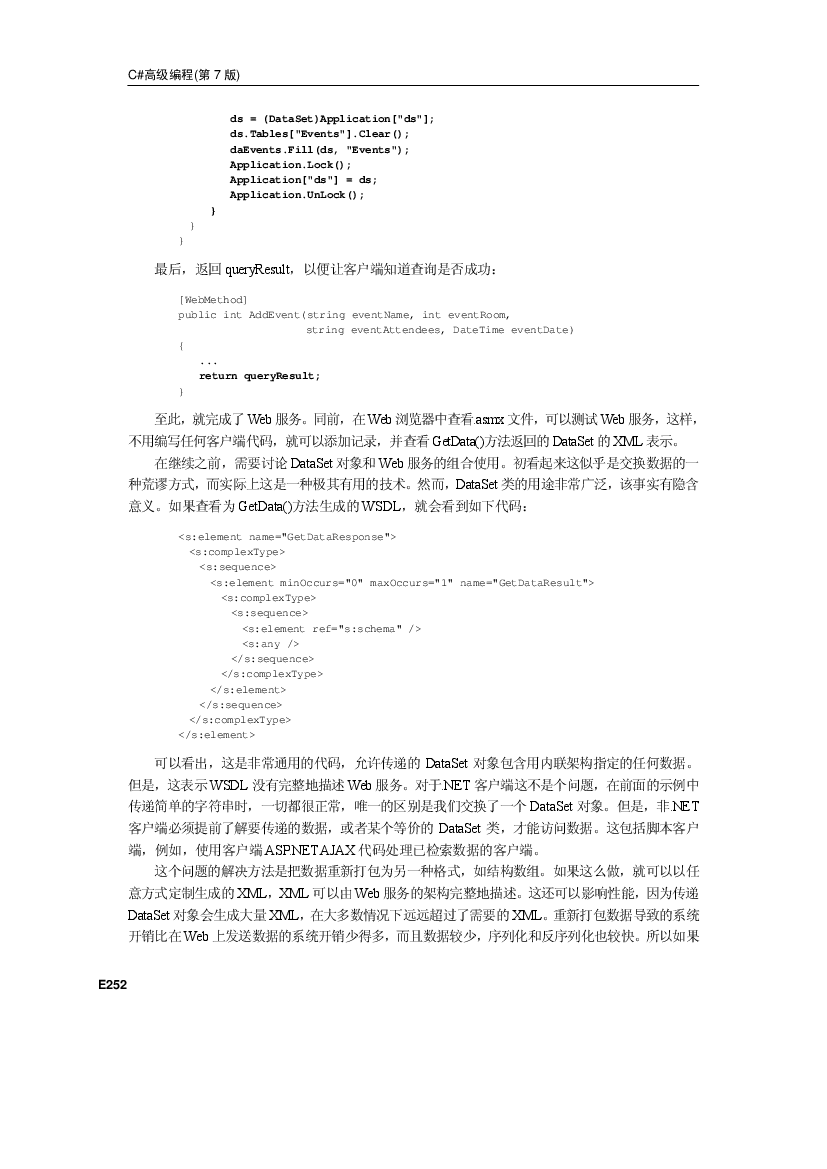 C#高级编程(第 7 版)
ds = (DataSet)Application["ds"];
ds.Tables["Events"].Clear();
daEvents.Fill(ds, "Events");
Application.Lock();
Application["ds"] = ds;
Application.UnLock();
}
}
}
最后，返回 queryResult，以便让客户端知道查询是否成功：
[WebMethod]
public int AddEvent(string eventName, int eventRoom,
string eventAttendees, DateTime eventDate)
{
...
return queryResult;
}
至此，就完成了 Web 服务。同前，在 Web 浏览器中查看.asmx 文件，可以测试 Web 服务，这样，
不用编写任何客户端代码，就可以添加记录，并查看 GetData()方法返回的 DataSet 的 XML 表示。
在继续之前，需要讨论 DataSet 对象和 Web 服务的组合使用。初看起来这似乎是交换数据的一
种荒谬方式，而实际上这是一种极其有用的技术。然而，DataSet 类的用途非常广泛，该事实有隐含
意义。如果查看为 GetData()方法生成的 WSDL，就会看到如下代码：
<s:element name="GetDataResponse">
<s:complexType>
<s:sequence>
<s:element minOccurs="0" maxOccurs="1" name="GetDataResult">
<s:complexType>
<s:sequence>
<s:element ref="s:schema" />
<s:any />
</s:sequence>
</s:complexType>
</s:element>
</s:sequence>
</s:complexType>
</s:element>
可以看出，这是非常通用的代码，允许传递的 DataSet 对象包含用内联架构指定的任何数据。
但是，这表示 WSDL 没有完整地描述 Web 服务。对于.NET 客户端这不是个问题，在前面的示例中
传递简单的字符串时，一切都很正常，唯一的区别是我们交换了一个 DataSet 对象。但是，非.NET
客户端必须提前了解要传递的数据，或者某个等价的 DataSet 类，才能访问数据。这包括脚本客户
端，例如，使用客户端 ASP.NET AJAX 代码处理已检索数据的客户端。
这个问题的解决方法是把数据重新打包为另一种格式，如结构数组。如果这么做，就可以以任
意方式定制生成的 XML，XML 可以由 Web 服务的架构完整地描述。这还可以影响性能，因为传递
DataSet 对象会生成大量 XML，在大多数情况下远远超过了需要的 XML。重新打包数据导致的系统
开销比在 Web 上发送数据的系统开销少得多，而且数据较少，序列化和反序列化也较快。所以如果
E252